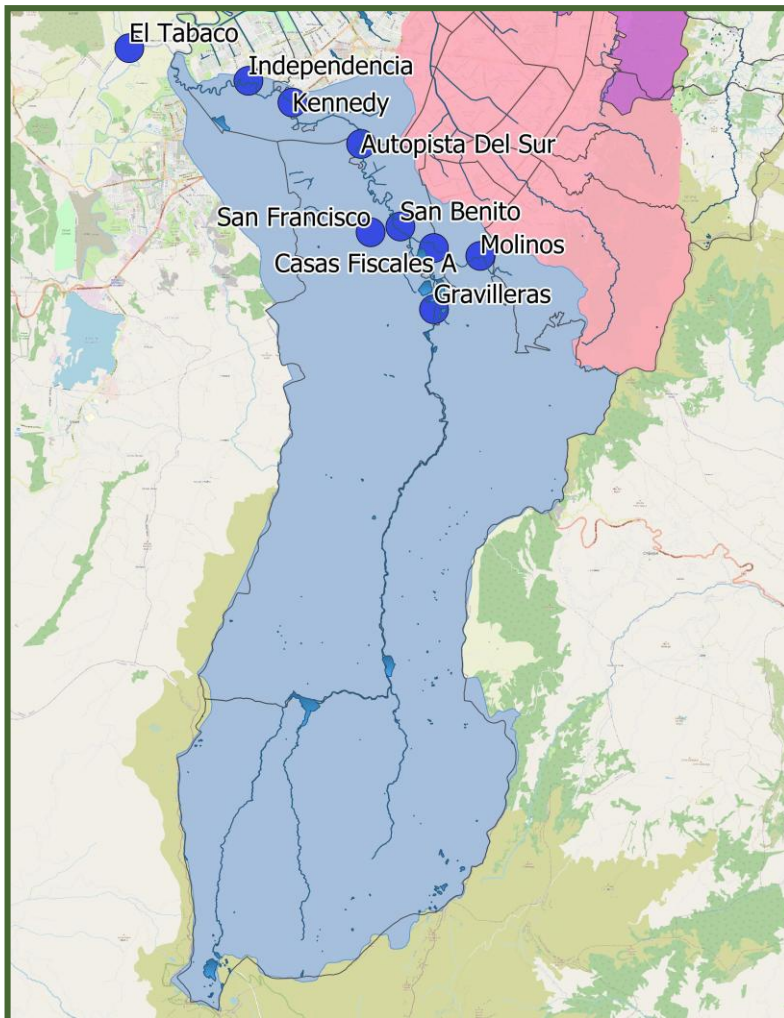 El Tabaco
Independencia
Kennedy
Autopista Del Sur
San Francisco
San Benito
Molinos
Casas Fiscales A
Gravilleras